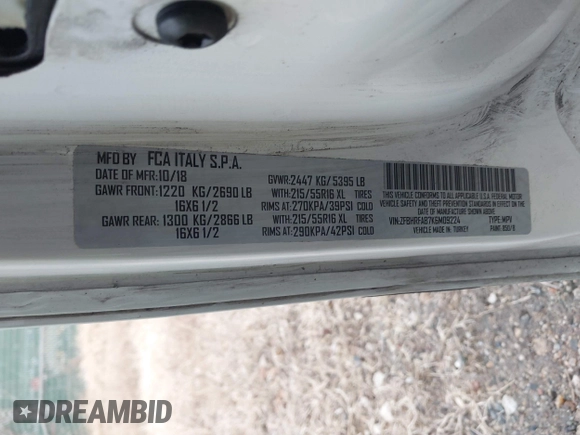 MFD BY FCA ITALY S.P.A.
DATE OF MFR: 10/18 GVWR: 2447 KG/5395 LB
GAWR FRONT: 1220 KG/2690 LB WITH: 215/55R16 XL TIRES
16X6 1/2 RIMS AT: 270KPA/39PSI COLD
GAWR REAR: 1300 KG/2866 LB WITH: 215/55R16 XL TIRES
16X6 1/2 RIMS AT: 290KPA/42PSI COLD
THIS VEHICLE CONFORMS TO ALL APPLICABLE FEDERAL MOTOR
VEHICLE SAFETY, BUMPER, AND THEFT PREVENTION STANDARDS
IN EFFECT ON THE DATE OF MANUFACTURE SHOWN ABOVE.
VIN: ZFBHRFAB7K6M09224 TYPE: MPV
VEHICLE MADE IN: TURKEY PAINT:
DREAMBID